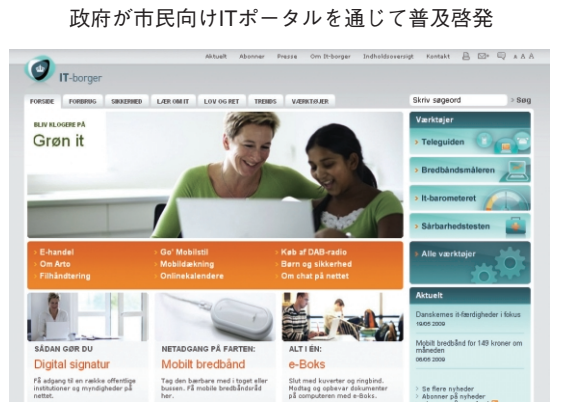 政府が市民向けITポータルを通じて普及啓発
Aktuelt Abonner Presse Om It-borger Indholdsoversigt Kontakt A A A
IT-borger
FORSIDE FORBRUG SIKKERHED LÆR OM IT LOV OG RET TRENDS VÆRKTØJER
Skriv søgeord
Søg
BLIV KLOGERE PÅ
Grøn it
Værktøjer
Teleguiden
Bredbåndsmåleren
It-barometeret
Sårbarhedstesten
Alle værktøjer
E-handel
Om Arto
Filhåndtering
Go' Mobilstil
Mobildækning
Onlinekalendere
Køb af DAB-radio
Børn og sikkerhed
Om chat på nettet
Aktuelt
Danskernes it-færdigheder i fokus
19/05 2009
Mobilt bredbånd for 149 kroner om
måneden
06/05 2009
Se flere nyheder
Abonner på nyheder
SÅDAN GØR DU
Digital signatur
Få adgang til en række offentlige
institutioner og myndigheder på
nettet.
NETADGANG PÅ FARTEN:
Mobilt bredbånd
Tag den bærbare med i toget eller
bussen. Få mobile bredbåndsråd
her.
ALT I ÉN:
e-Boks
Slut med kuverter og ringbind.
Modtag og opbevar dokumenter
på computeren med e-Boks.